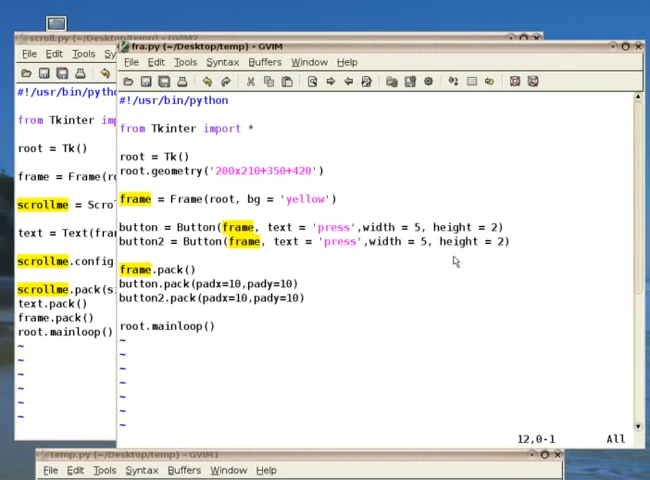 scroll.py (~/Desktop/temp) - GVIM
fra.py (~/Desktop/temp) - GVIM
File Edit Tools
File Edit Tools Syntax Buffers Window Help
#!/usr/bin/pytho
from Tkinter imp
root = Tk()
frame = Frame(ro
scrollme = Scro
text = Text(fran
scrollme.config
scrollme.pack(s
text.pack()
frame.pack()
root.mainloop()
~
~
~
~
~
~
#!/usr/bin/python
from Tkinter import *
root = Tk()
root.geometry('200x210+350+420')
frame = Frame(root, bg = 'yellow')
button = Button(frame, text = 'press',width = 5, height = 2)
button2 = Button(frame, text = 'press',width = 5, height = 2)
frame.pack()
button.pack(padx=10,pady=10)
button2.pack(padx=10,pady=10)
root.mainloop()
~
~
~
~
~
~
~
12,0-1 All
temp.py (~/Desktop/temp) - GVIM1
File Edit Tools Syntax Buffers Window Help